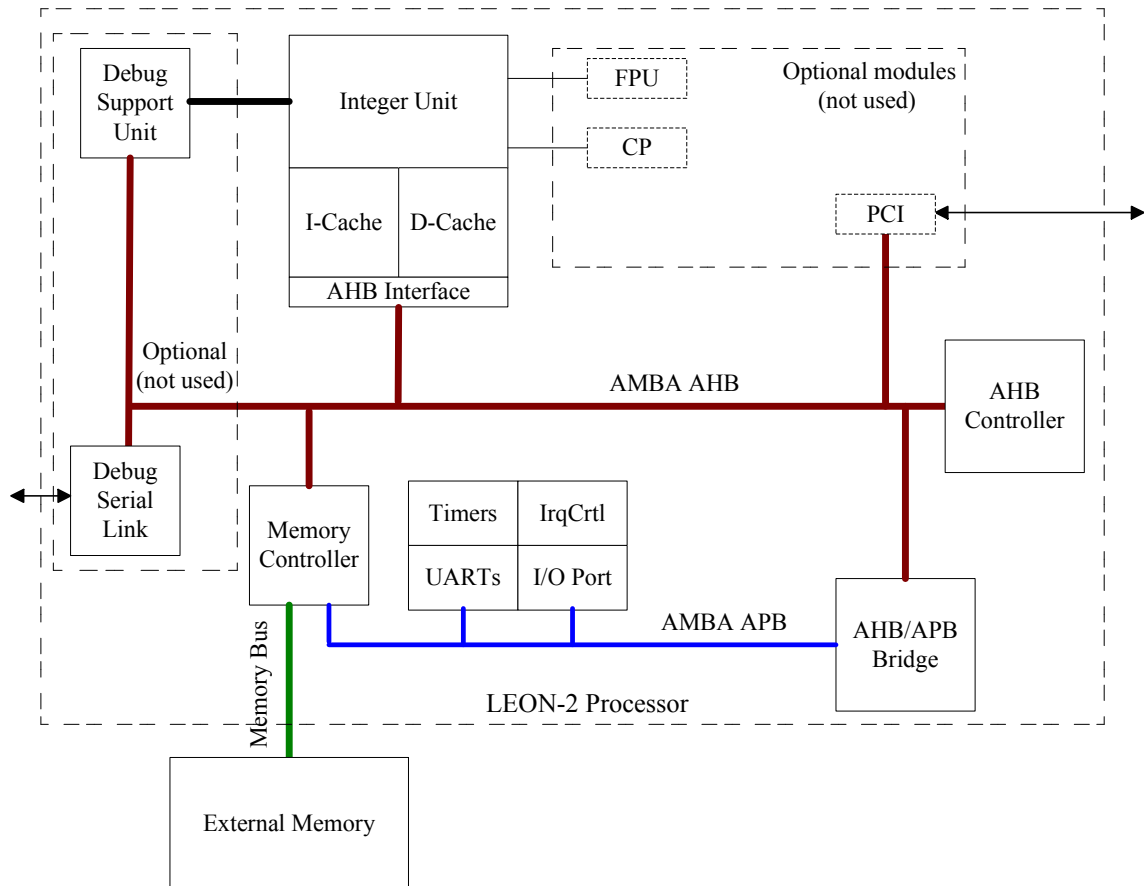 Debug
Support
Unit
Integer Unit
FPU
Optional modules
(not used)
CP
I-Cache
D-Cache
PCI
AHB Interface
Optional
(not used)
AMBA AHB
AHB
Controller
Debug
Serial
Link
Memory
Controller
Timers
IrqCrtl
UARTs
I/O Port
AMBA APB
AHB/APB
Bridge
Memory Bus
LEON-2 Processor
External Memory